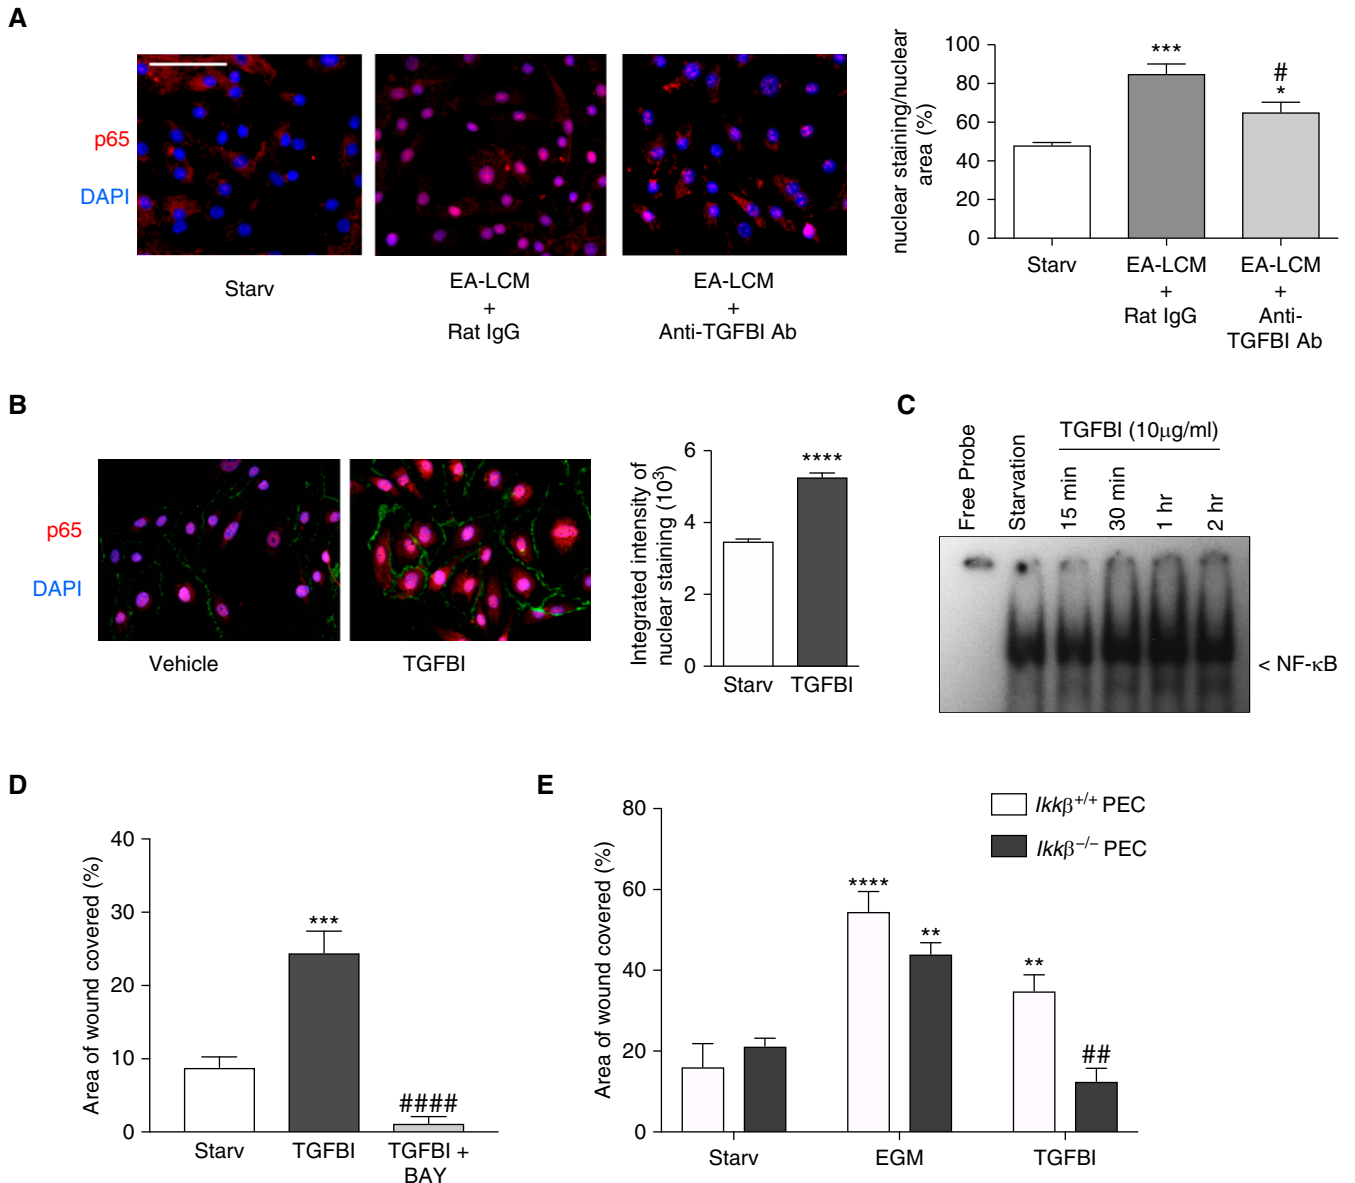 A
p65
DAPI
Starv
EA-LCM
+
Rat IgG
EA-LCM
+
Anti-TGFBI Ab
nuclear staining/nuclear
area (%)
100
80
60
40
20
0
***
#
*
Starv
EA-LCM
+
Rat IgG
EA-LCM
+
Anti-
TGFBI Ab
B
p65
DAPI
Vehicle
TGFBI
Integrated intensity of
nuclear staining (10³)
6
4
2
0
****
Starv
TGFBI
C
Free Probe
Starvation
TGFBI (10μg/ml)
15 min
30 min
1 hr
2 hr
< NF-κB
D
Area of wound covered (%)
40
30
20
10
0
***
####
Starv
TGFBI
TGFBI +
BAY
E
Area of wound covered (%)
80
60
40
20
0
Ikkβ⁺/⁺ PEC
Ikkβ⁻/⁻ PEC
****
**
**
##
Starv
EGM
TGFBI